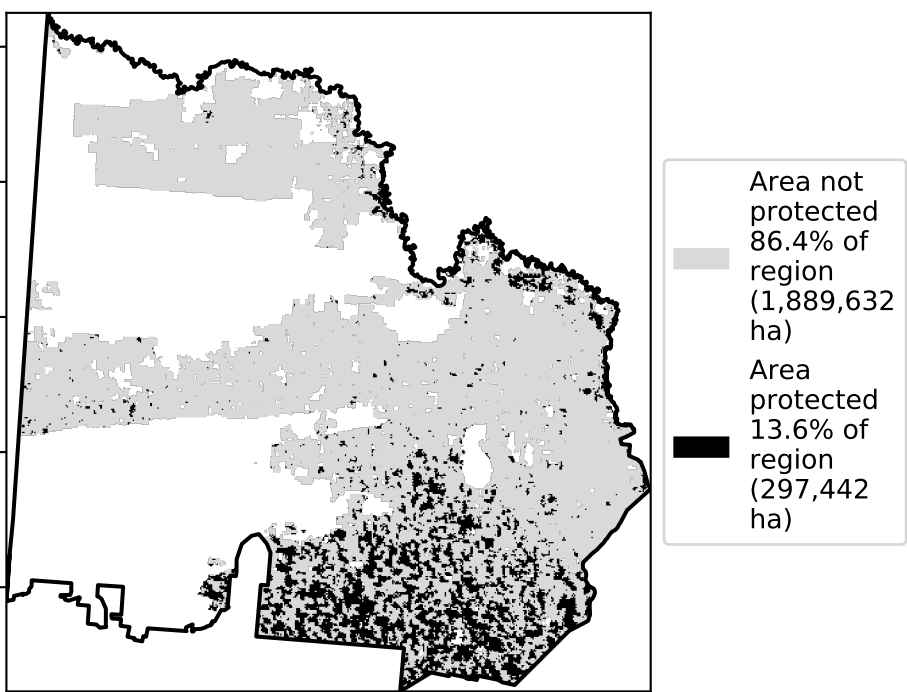 Area not
protected
86.4% of
region
(1,889,632
ha)
Area
protected
13.6% of
region
(297,442
ha)